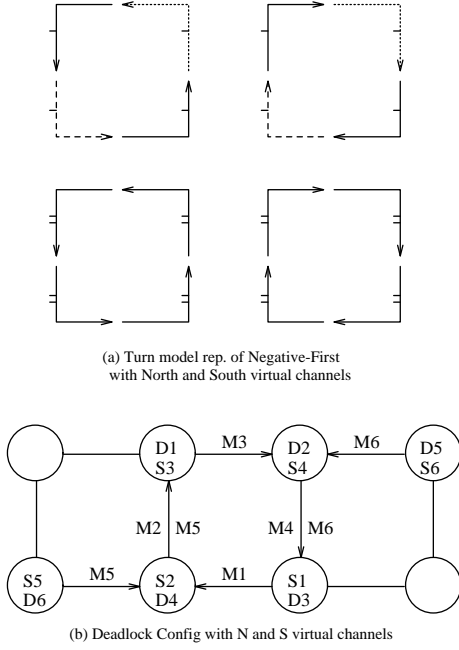 (a) Turn model rep. of Negative-First
with North and South virtual channels
D1
S3
M3
D2
S4
M6
D5
S6
M2
M5
M4
M6
S5
D6
M5
S2
D4
M1
S1
D3
(b) Deadlock Config with N and S virtual channels